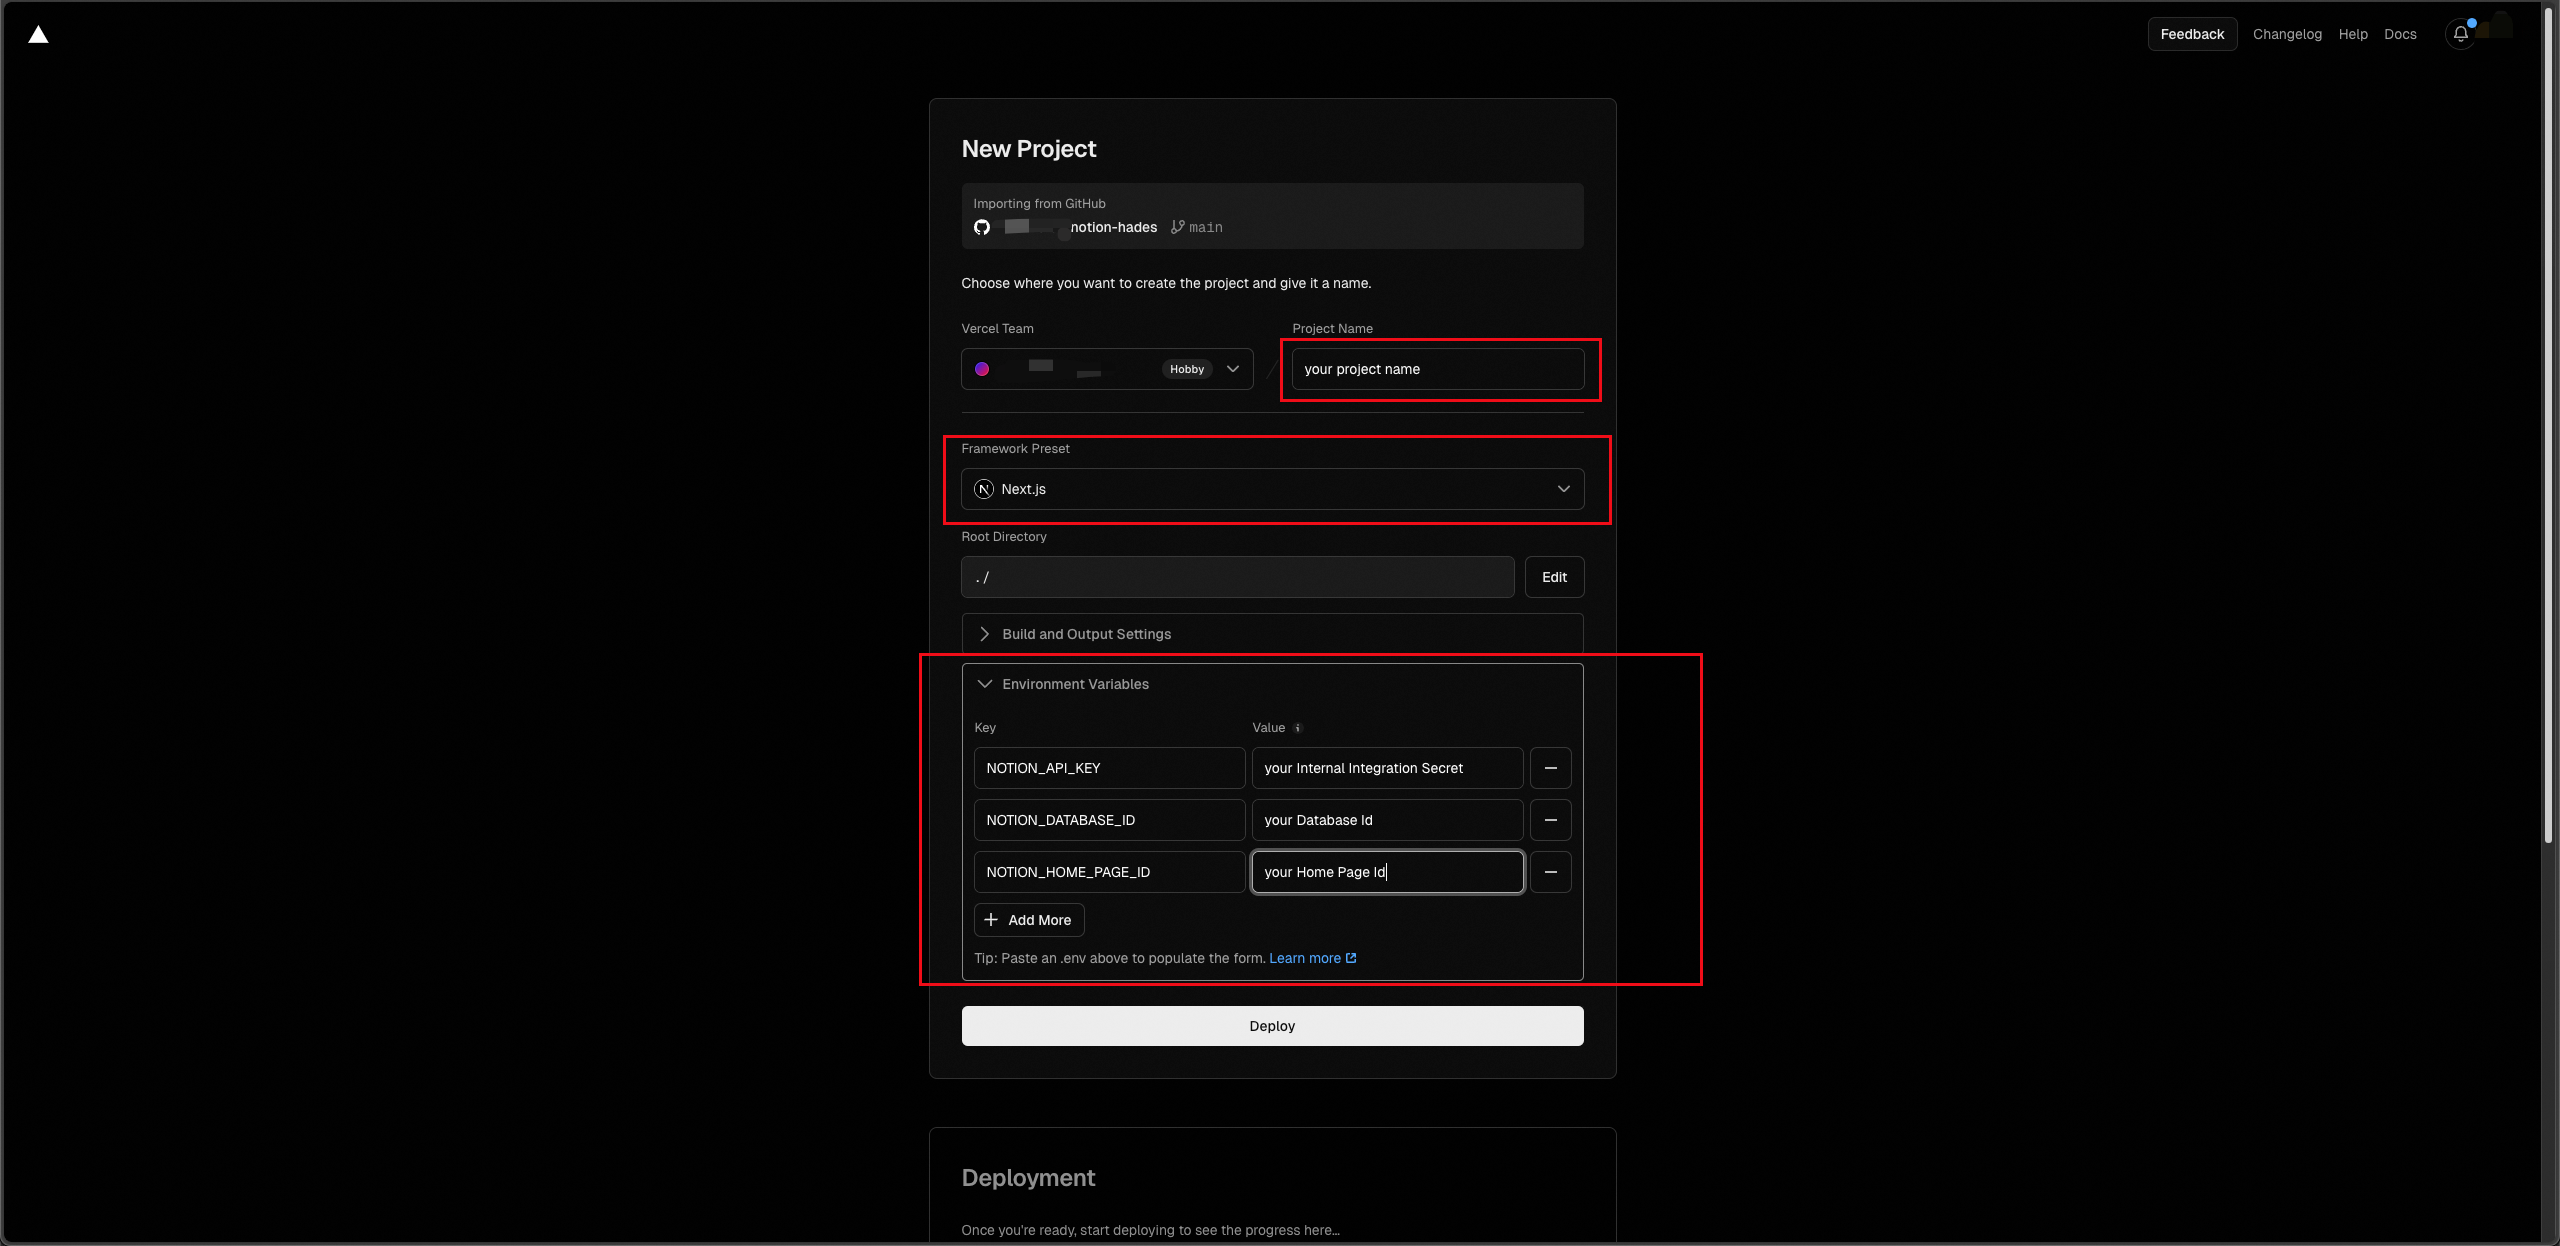 Feedback Changelog Help Docs
New Project
Importing from GitHub
notion-hades main
Choose where you want to create the project and give it a name.
Vercel Team Project Name
Hobby your project name
Framework Preset
Next.js
Root Directory
./ Edit
Build and Output Settings
Environment Variables
Key Value
NOTION_API_KEY your Internal Integration Secret
NOTION_DATABASE_ID your Database Id
NOTION_HOME_PAGE_ID your Home Page Id
Add More
Tip: Paste an .env above to populate the form. Learn more
Deploy
Deployment
Once you're ready, start deploying to see the progress here...